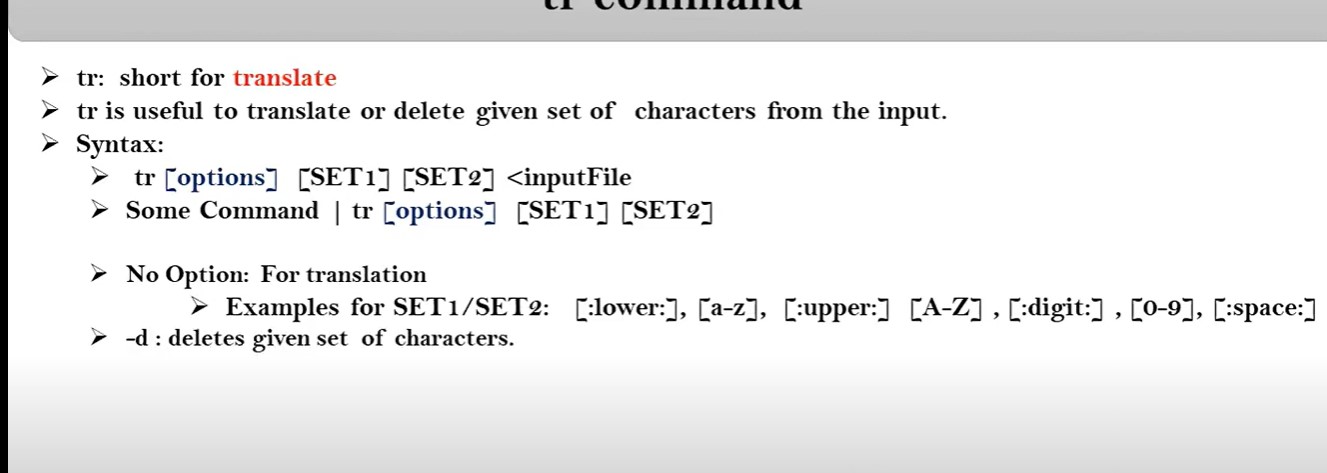 tr command
➢ tr: short for translate
➢ tr is useful to translate or delete given set of characters from the input.
➢ Syntax:
➢ tr [options] [SET1] [SET2] <inputFile
➢ Some Command | tr [options] [SET1] [SET2]
➢ No Option: For translation
➢ Examples for SET1/SET2: [:lower:], [a-z], [:upper:] [A-Z] , [:digit:] , [0-9], [:space:]
➢ -d : deletes given set of characters.